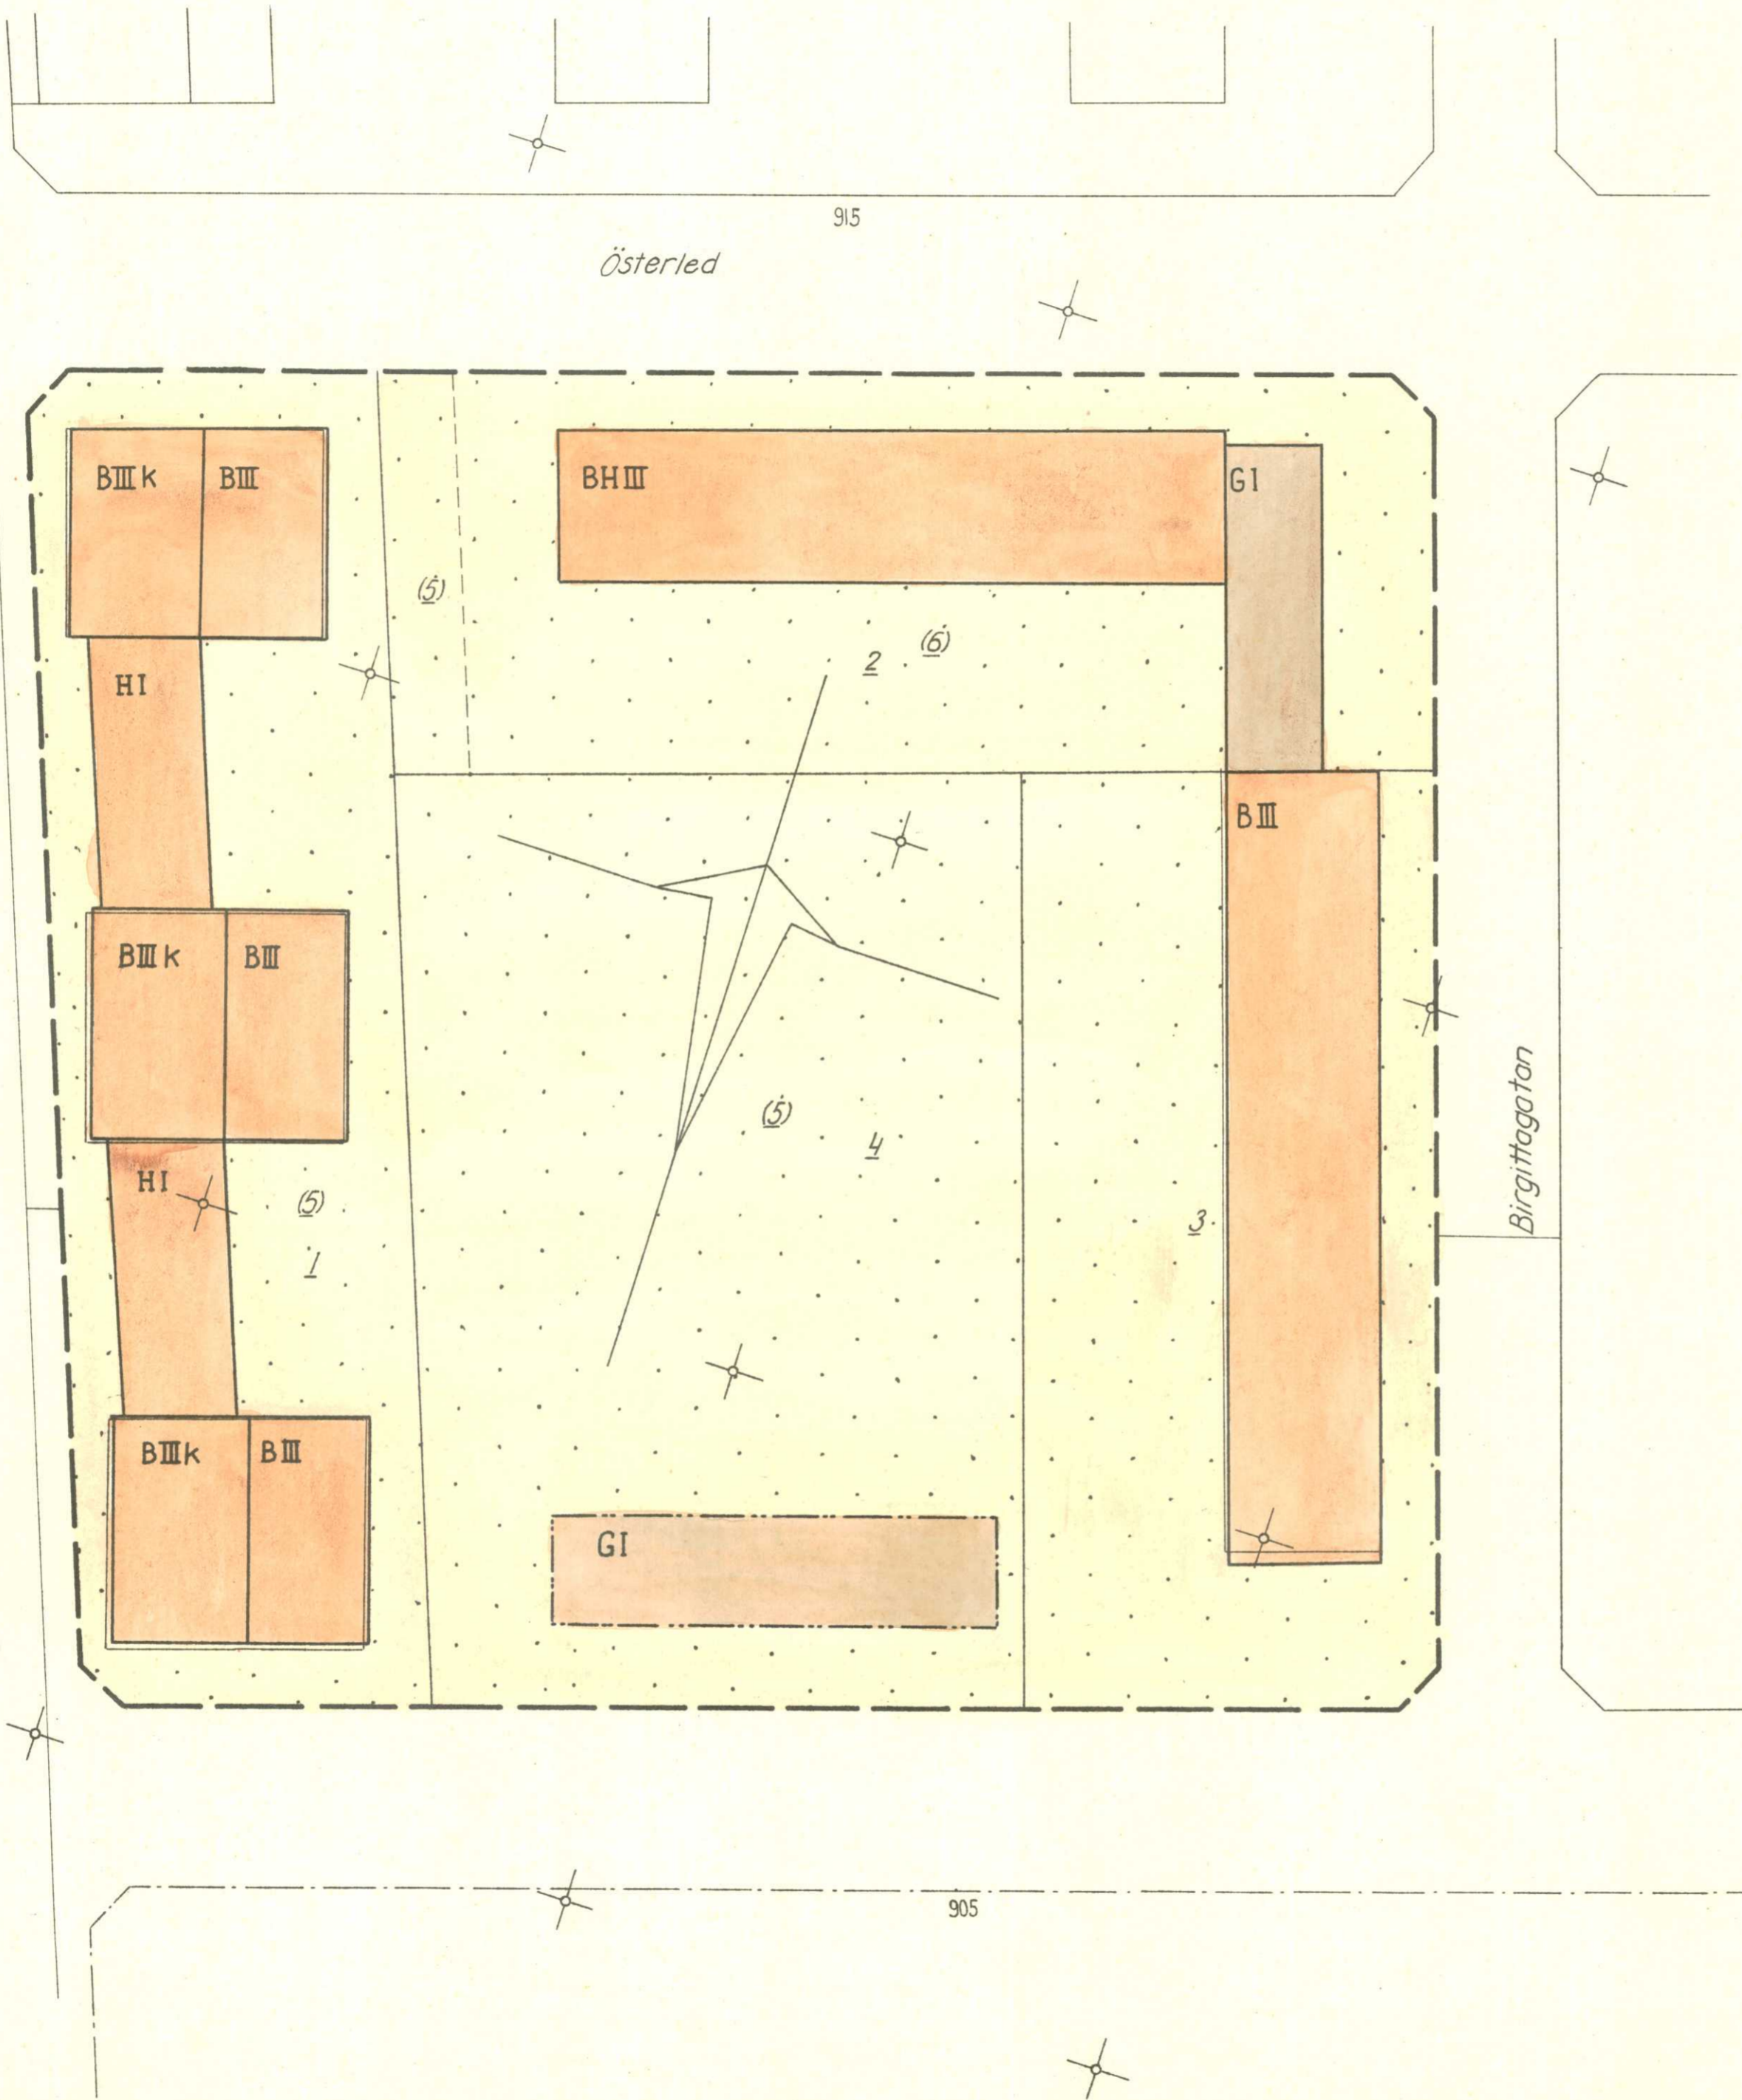 915
Österled
BIIIk
BIII
BHIII
GI
(5)
(6)
2
HI
BIII
BIIIk
BIII
(5)
4
Birgittagatan
HI
(5)
3
1
BIIIk
BIII
GI
905